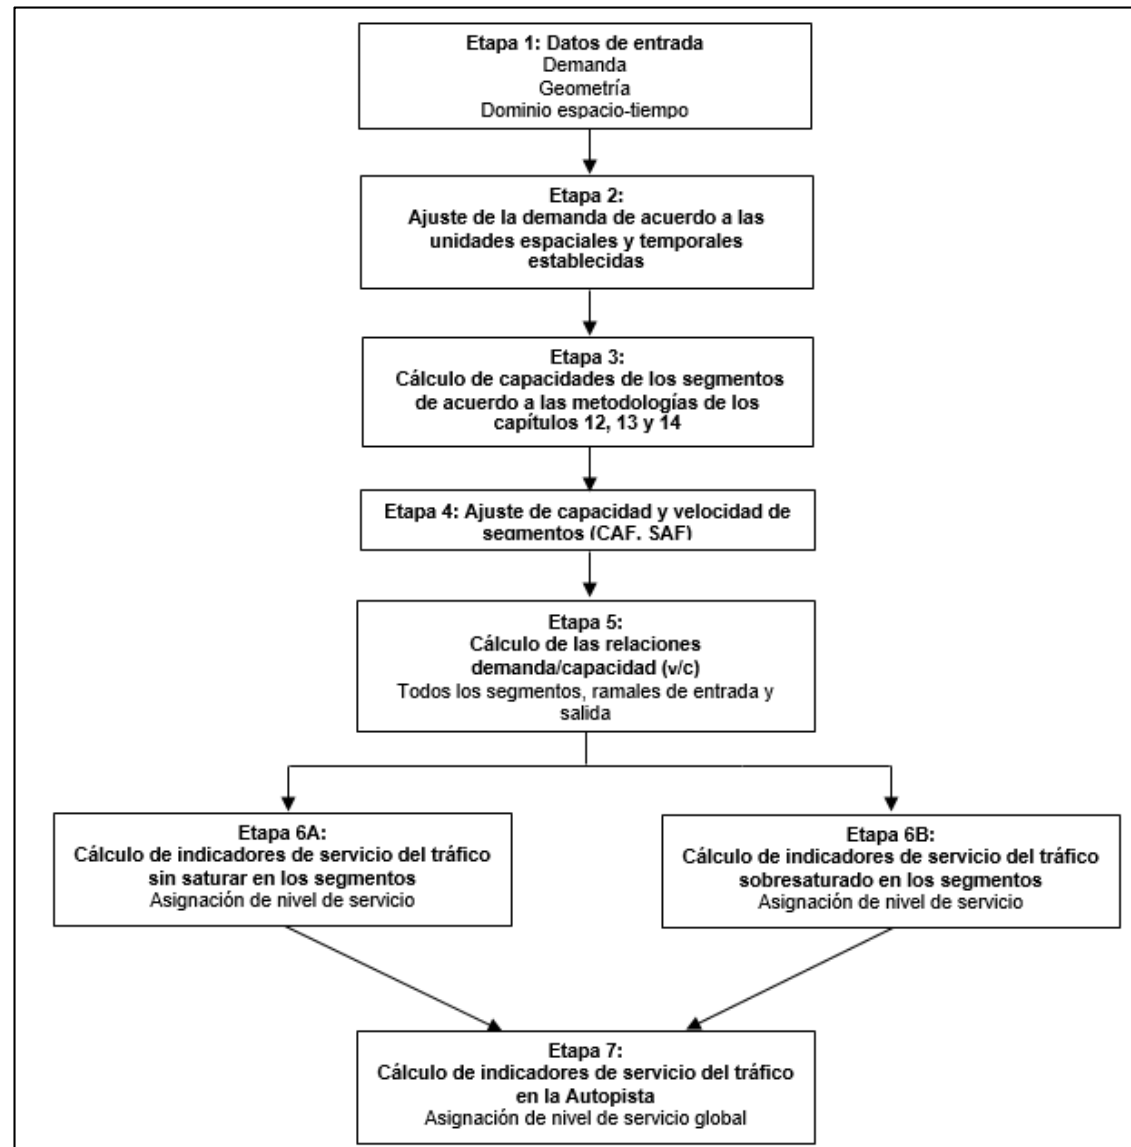 Etapa 1: Datos de entrada
Demanda
Geometría
Dominio espacio-tiempo
Etapa 2:
Ajuste de la demanda de acuerdo a las
unidades espaciales y temporales
establecidas
Etapa 3:
Cálculo de capacidades de los segmentos
de acuerdo a las metodologías de los
capítulos 12, 13 y 14
Etapa 4: Ajuste de capacidad y velocidad de
segmentos (CAF, SAF)
Etapa 5:
Cálculo de las relaciones
demanda/capacidad (v/c)
Todos los segmentos, ramales de entrada y
salida
Etapa 6A:
Cálculo de indicadores de servicio del tráfico
sin saturar en los segmentos
Asignación de nivel de servicio
Etapa 6B:
Cálculo de indicadores de servicio del tráfico
sobresaturado en los segmentos
Asignación de nivel de servicio
Etapa 7:
Cálculo de indicadores de servicio del tráfico
en la Autopista
Asignación de nivel de servicio global